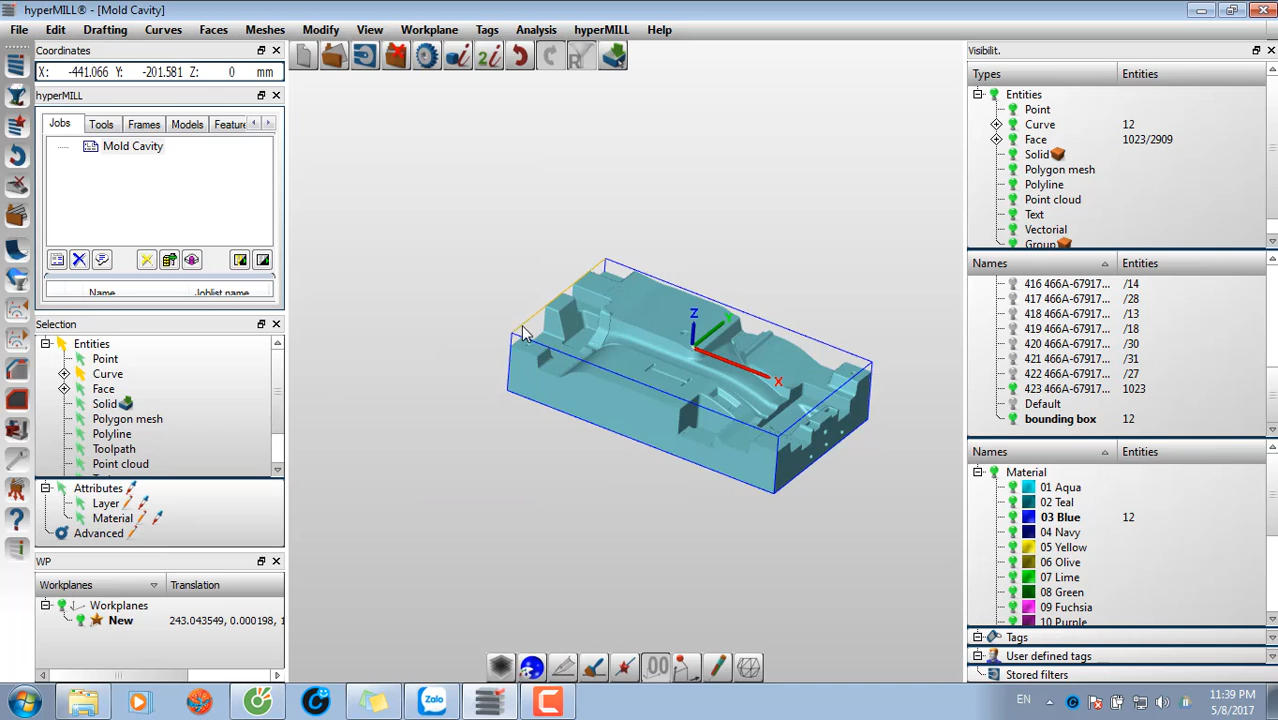 hyperMILL® - [Mold Cavity]
File Edit Drafting Curves Faces Meshes Modify View Workplane Tags Analysis hyperMILL Help
Coordinates
X: -441.066 Y: -201.581 Z: 0 mm
hyperMILL
Jobs Tools Frames Models Feature
Mold Cavity
Name Joblist name
Selection
Entities
Point
Curve
Face
Solid
Polygon mesh
Polyline
Toolpath
Point cloud
Attributes
Layer
Material
Advanced
WP
Workplanes Translation
Workplanes
New 243.043549, 0.000198, 1
Z
Y
X
Visibilit.
Types Entities
Entities
Point
Curve 12
Face 1023/2909
Solid
Polygon mesh
Polyline
Point cloud
Text
Vectorial
Group
Names Entities
416 466A-67917... /14
417 466A-67917... /28
418 466A-67917... /13
419 466A-67917... /18
420 466A-67917... /30
421 466A-67917... /31
422 466A-67917... /27
423 466A-67917... 1023
Default
bounding box 12
Names Entities
Material
01 Aqua
02 Teal
03 Blue 12
04 Navy
05 Yellow
06 Olive
07 Lime
08 Green
09 Fuchsia
10 Purple
Tags
User defined tags
Stored filters
Zalo
EN
11:39 PM
5/8/2017